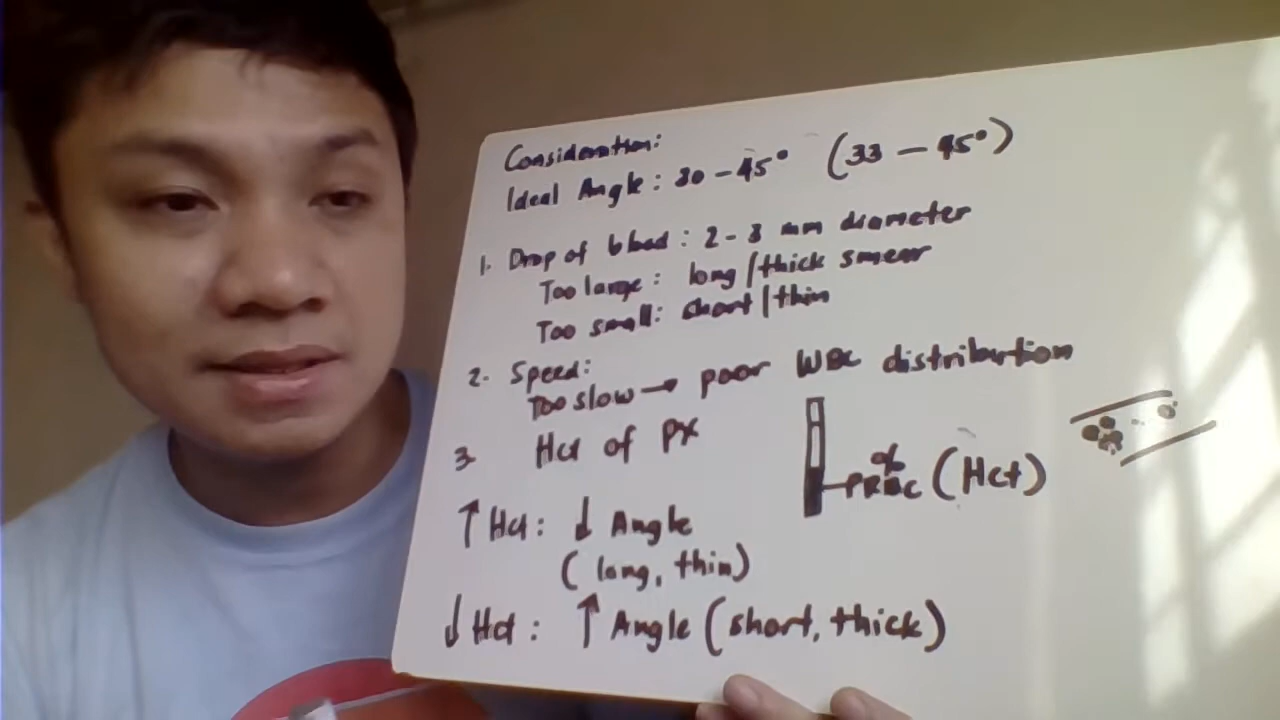 Consideration:
Ideal Angle: 30 - 45° (33 - 45°)
1. Drop of blood: 2 - 3 mm diameter
Too large: long/thick smear
Too small: short/thin
2. Speed:
Too slow → poor WBC distribution
3. Hct of px
% PRBC (Hct)
↑ Hct: ↓ Angle
(long, thin)
↓ Hct: ↑ Angle (short, thick)